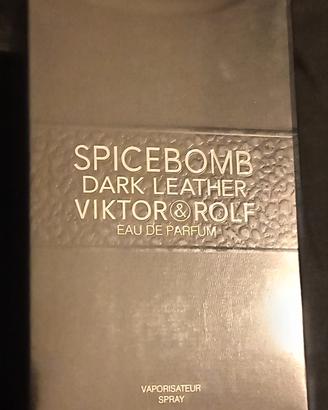 SPICEBOMB
DARK LEATHER
VIKTOR&ROLF
EAU DE PARFUM
VAPORISATEUR
SPRAY